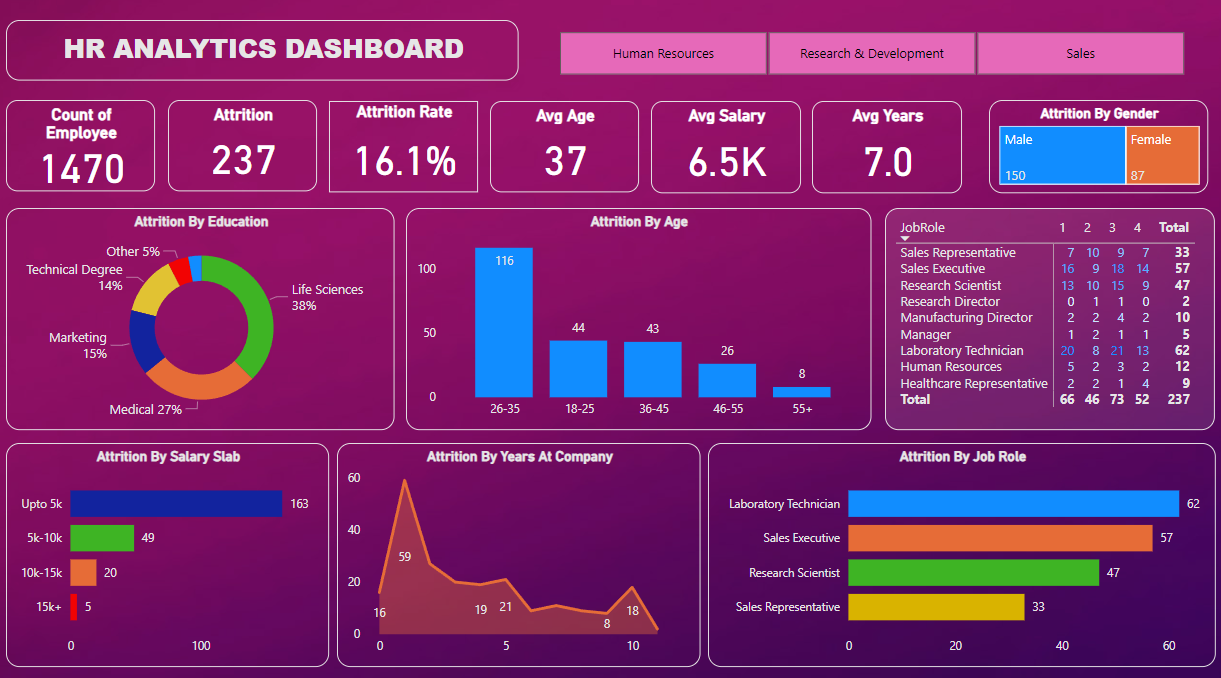 HR ANALYTICS DASHBOARD
Human Resources
Research & Development
Sales
Count of
Employee
1470
Attrition
237
Attrition Rate
16.1%
Avg Age
37
Avg Salary
6.5K
Avg Years
7.0
Attrition By Gender
Male
150
Female
87
Attrition By Education
Other 5%
Technical Degree
14%
Life Sciences
38%
Marketing
15%
Medical 27%
Attrition By Age
100
50
0
116
44
43
26
8
26-35
18-25
36-45
46-55
55+
JobRole 1 2 3 4 Total
Sales Representative 7 10 9 7 33
Sales Executive 16 9 18 14 57
Research Scientist 13 10 15 9 47
Research Director 0 1 1 0 2
Manufacturing Director 2 2 4 2 10
Manager 1 2 1 1 5
Laboratory Technician 20 8 21 13 62
Human Resources 5 2 3 2 12
Healthcare Representative 2 2 1 4 9
Total 66 46 73 52 237
Attrition By Salary Slab
Upto 5k 163
5k-10k 49
10k-15k 20
15k+ 5
0 100
Attrition By Years At Company
60
40
20
0
16
59
19
21
8
18
0 5 10
Attrition By Job Role
Laboratory Technician 62
Sales Executive 57
Research Scientist 47
Sales Representative 33
0 20 40 60